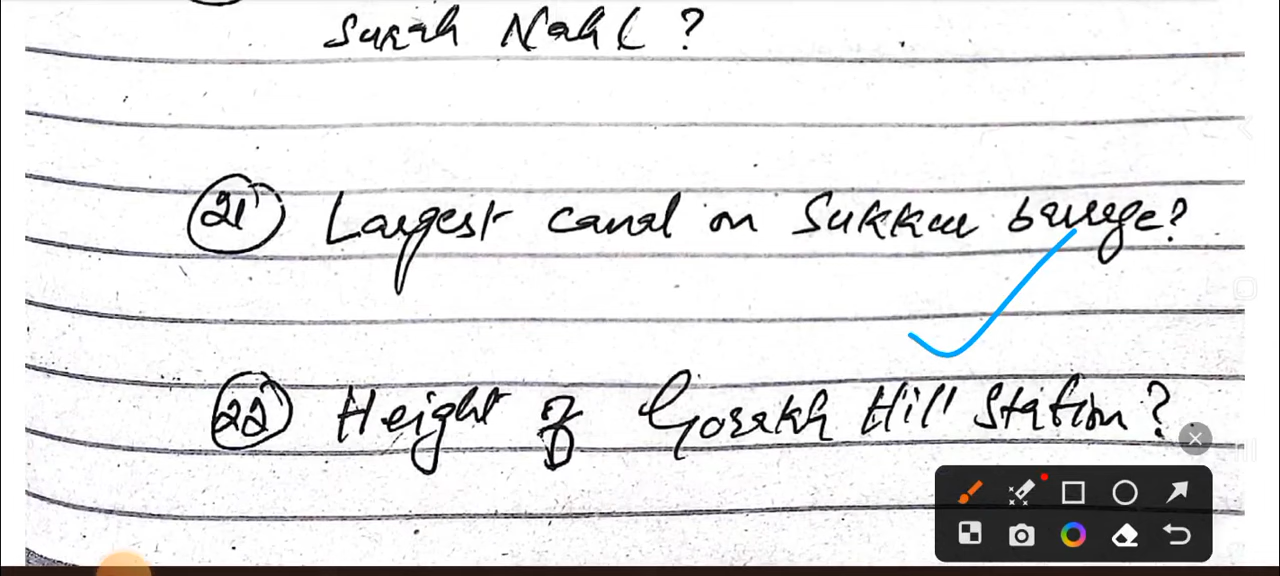 Surah Nahl ?
21 Largest canal on Sukkur barrage?
22 Height of Gorakh Hill Station?